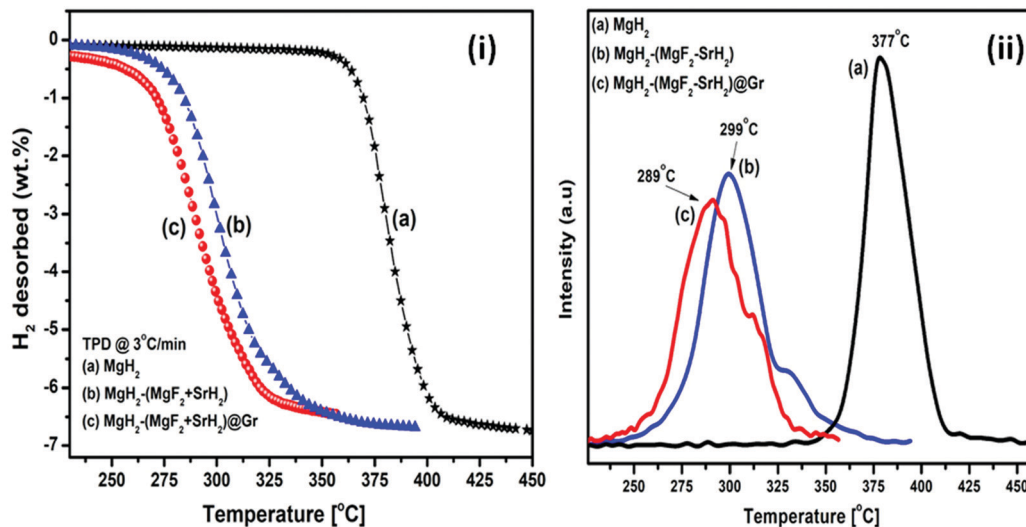 (i)
H₂ desorbed (wt.%)
0
-1
-2
-3
-4
-5
-6
-7
(c)
(b)
(a)
TPD @ 3°C/min
(a) MgH₂
(b) MgH₂-(MgF₂+SrH₂)
(c) MgH₂-(MgF₂+SrH₂)@Gr
250 275 300 325 350 375 400 425 450
Temperature [°C]
(ii)
(a) MgH₂
(b) MgH₂-(MgF₂-SrH₂)
(c) MgH₂-(MgF₂-SrH₂)@Gr
377°C
(a)
299°C
(b)
289°C
(c)
Intensity (a.u)
250 275 300 325 350 375 400 425 450
Temperature [°C]